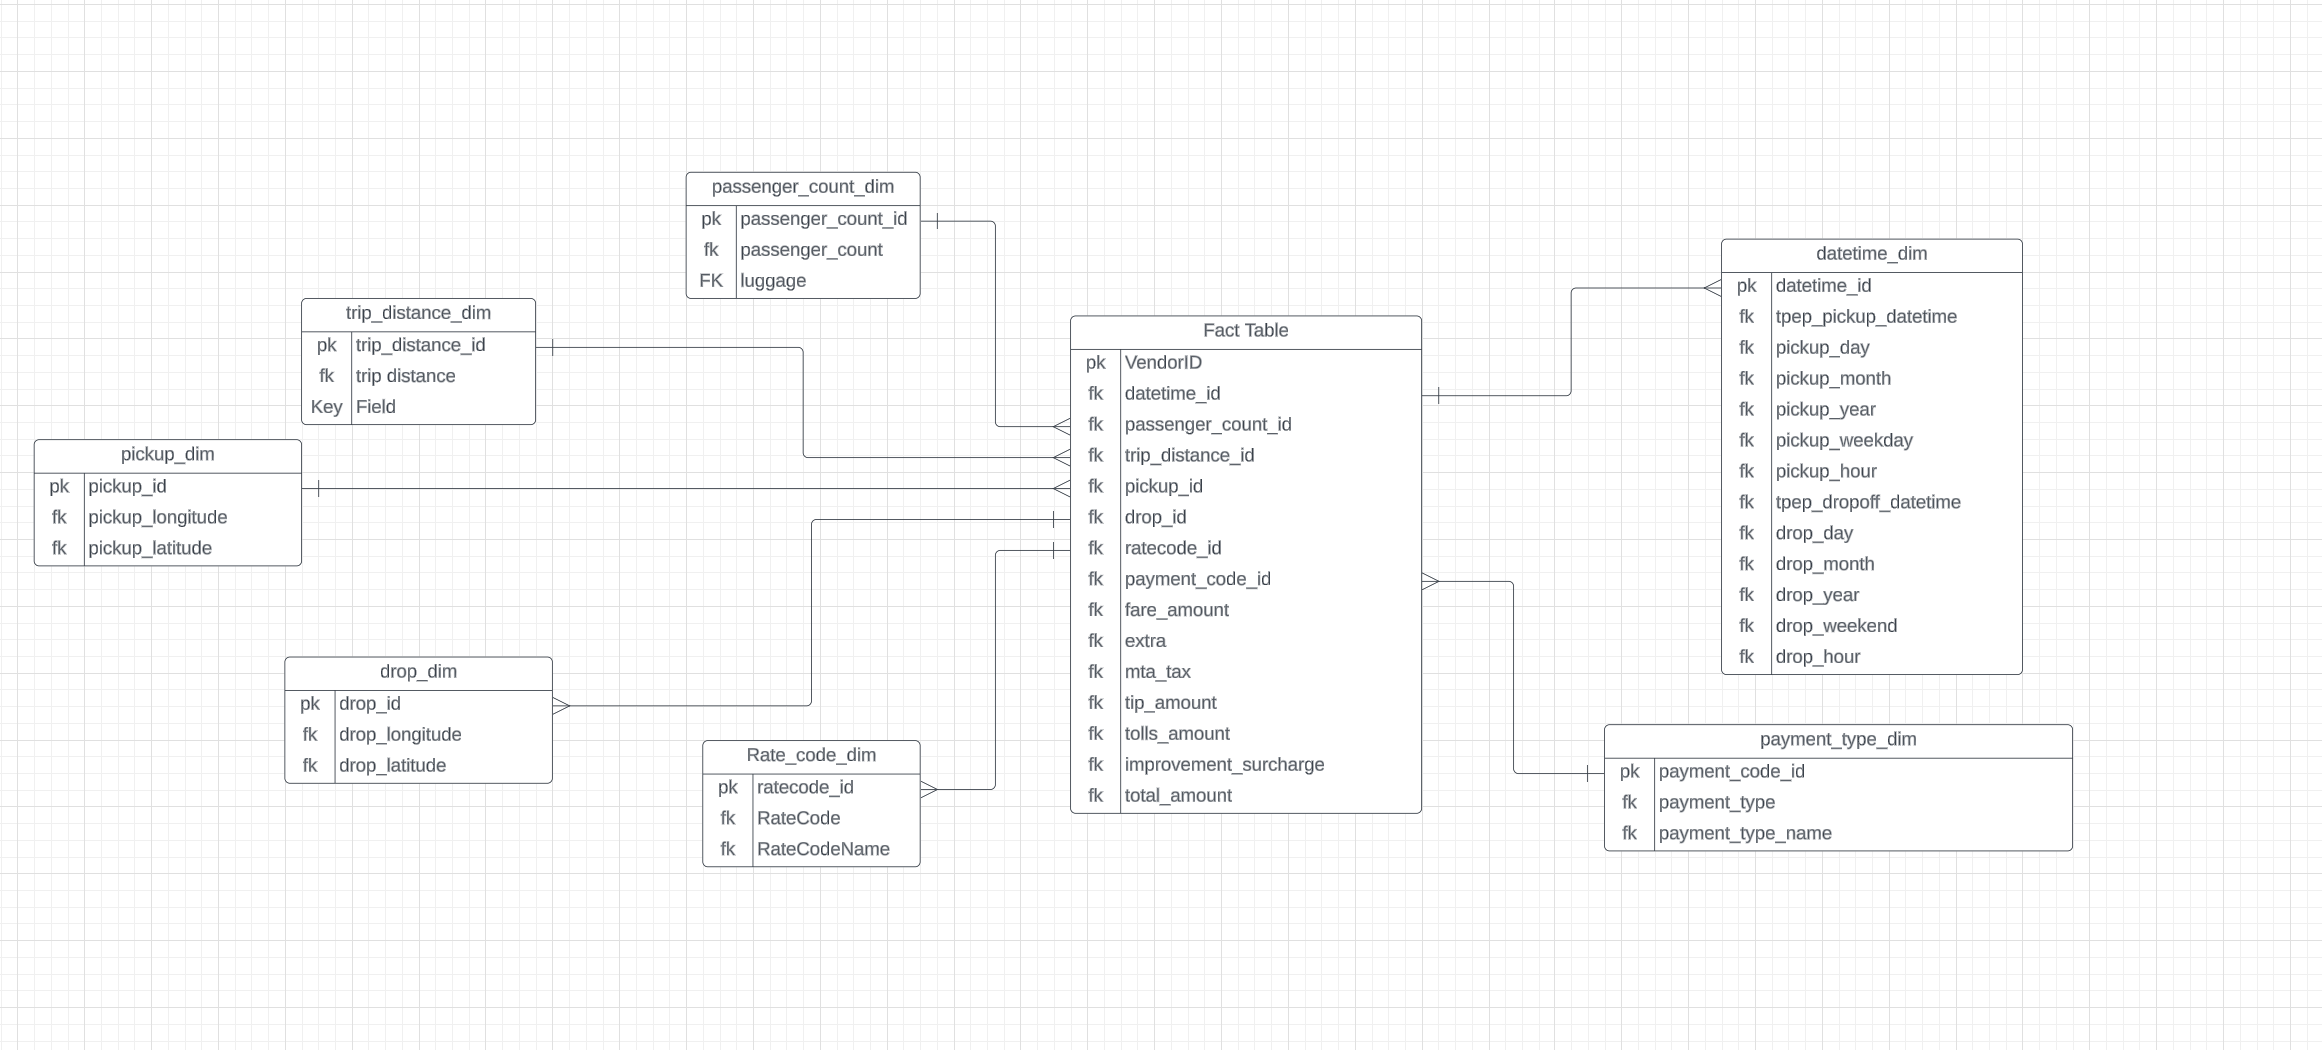 passenger_count_dim
pk passenger_count_id
fk passenger_count
FK luggage
trip_distance_dim
pk trip_distance_id
fk trip distance
Key Field
pickup_dim
pk pickup_id
fk pickup_longitude
fk pickup_latitude
drop_dim
pk drop_id
fk drop_longitude
fk drop_latitude
Rate_code_dim
pk ratecode_id
fk RateCode
fk RateCodeName
Fact Table
pk VendorID
fk datetime_id
fk passenger_count_id
fk trip_distance_id
fk pickup_id
fk drop_id
fk ratecode_id
fk payment_code_id
fk fare_amount
fk extra
fk mta_tax
fk tip_amount
fk tolls_amount
fk improvement_surcharge
fk total_amount
datetime_dim
pk datetime_id
fk tpep_pickup_datetime
fk pickup_day
fk pickup_month
fk pickup_year
fk pickup_weekday
fk pickup_hour
fk tpep_dropoff_datetime
fk drop_day
fk drop_month
fk drop_year
fk drop_weekend
fk drop_hour
payment_type_dim
pk payment_code_id
fk payment_type
fk payment_type_name